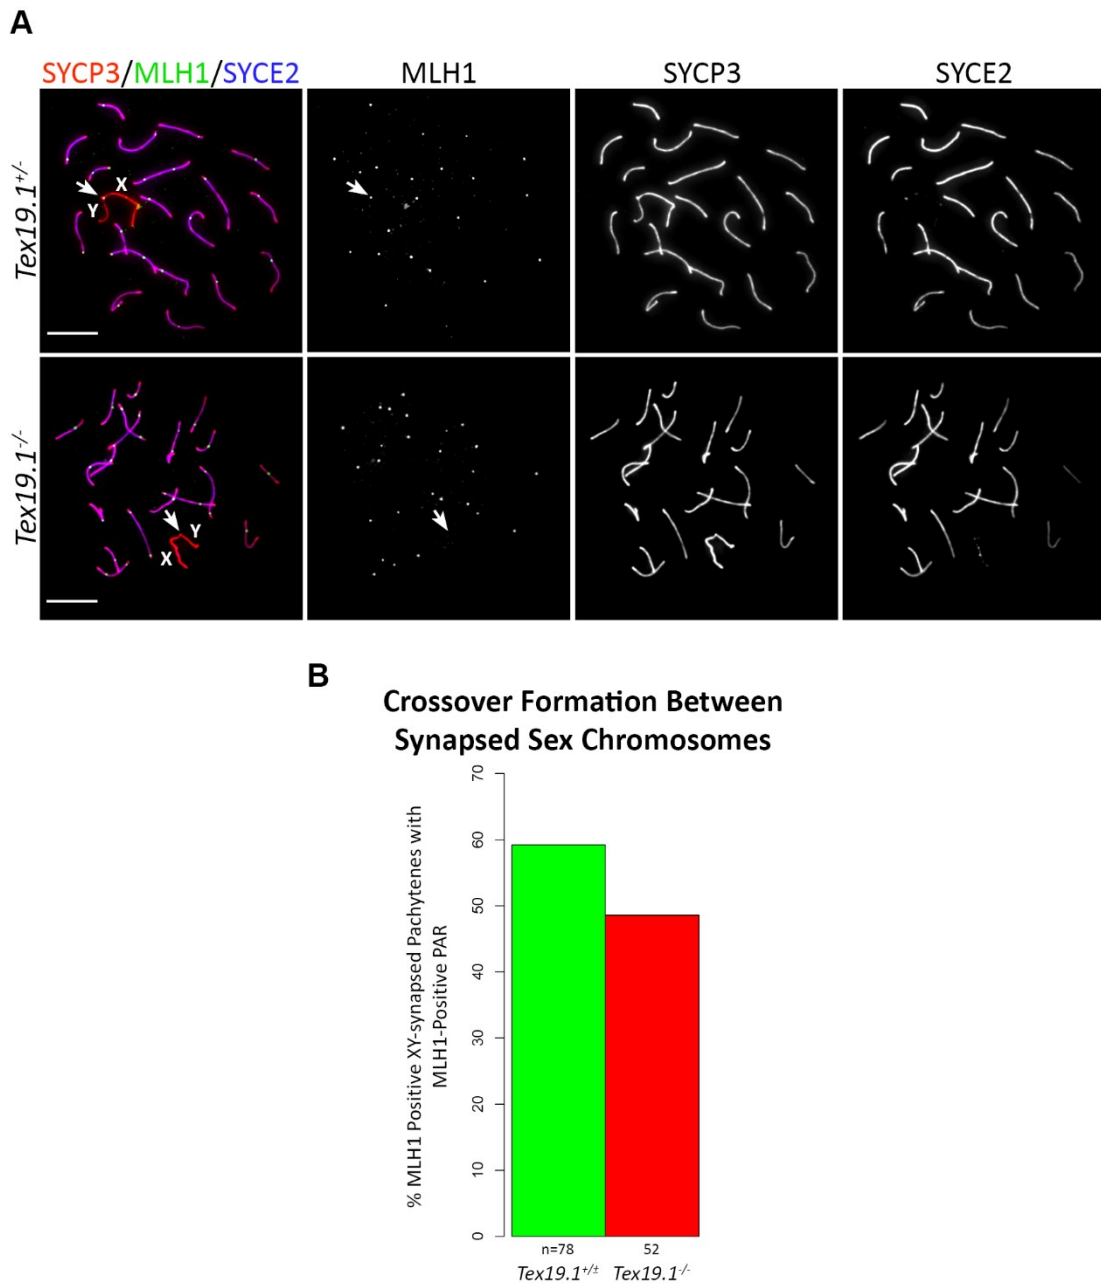 A
SYCP3/MLH1/SYCE2
MLH1
SYCP3
SYCE2
Tex19.1+/-
X
Y
Tex19.1-/-
Y
X
B
Crossover Formation Between
Synapsed Sex Chromosomes
% MLH1 Positive XY-synapsed Pachytenes with
MLH1-Positive PAR
70
60
50
40
30
20
10
0
n=78
52
Tex19.1+/±
Tex19.1-/-